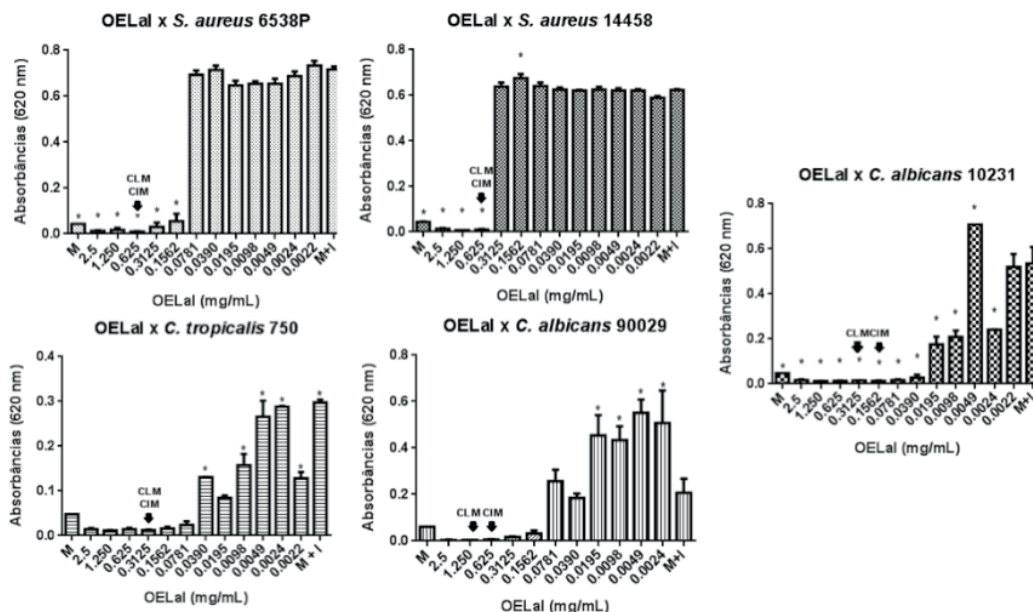 OELal x S. aureus 6538P
Absorbâncias (620 nm)
0.8
0.6
0.4
0.2
0.0
CLM
CIM
* * * * * *
M 2.5 1.250 0.625 0.3125 0.1562 0.0781 0.0390 0.0195 0.0098 0.0049 0.0024 0.0022 M+I
OELal (mg/mL)
OELal x S. aureus 14458
Absorbâncias (620 nm)
0.8
0.6
0.4
0.2
0.0
*
CLM
CIM
* * * *
M 2.5 1.250 0.625 0.3125 0.1562 0.0781 0.0390 0.0195 0.0098 0.0049 0.0024 0.0022 M+I
OELal (mg/mL)
OELal x C. albicans 10231
Absorbâncias (620 nm)
0.8
0.6
0.4
0.2
0.0
*
CLM CIM
* * * * * * * * * * *
M 2.5 1.250 0.625 0.3125 0.1562 0.0781 0.0390 0.0195 0.0098 0.0049 0.0024 0.0022 M+I
OELal (mg/mL)
OELal x C. tropicalis 750
Absorbâncias (620 nm)
0.4
0.3
0.2
0.1
0.0
CLM
CIM
* * * * * *
M 2.5 1.250 0.625 0.3125 0.1562 0.0781 0.0390 0.0195 0.0098 0.0049 0.0024 0.0022 M + I
OELal (mg/mL)
OELal x C. albicans 90029
Absorbâncias (620 nm)
0.8
0.6
0.4
0.2
0.0
CLM CIM
* * * *
M 2.5 1.250 0.625 0.3125 0.1562 0.0781 0.0390 0.0195 0.0098 0.0049 0.0024 M+I
OELal (mg/mL)